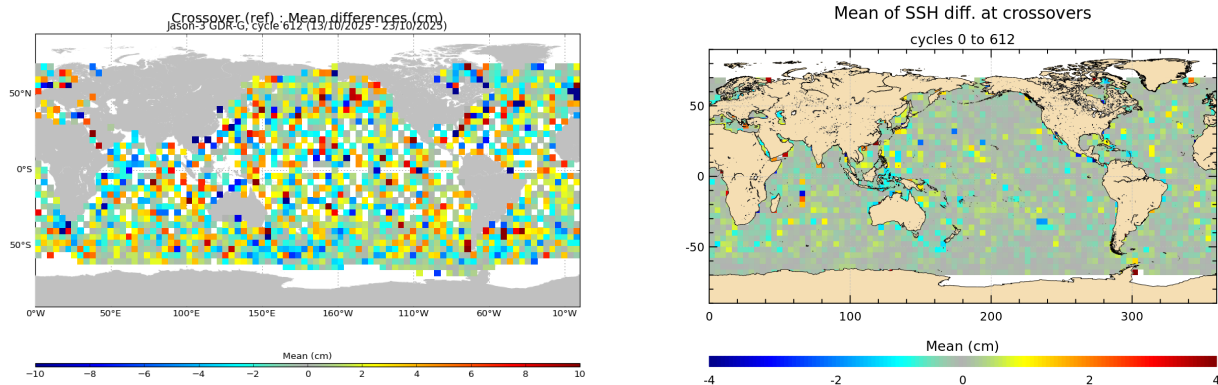 Crossover (ref) : Mean differences (cm)
Jason-3 GDR-G, cycle 612 (13/10/2025 - 23/10/2025)
50°N
0°S
50°S
0°W 50°E 100°E 150°E 160°W 110°W 60°W 10°W
Mean (cm)
−10 −8 −6 −4 −2 0 2 4 6 8 10
Mean of SSH diff. at crossovers
cycles 0 to 612
50
0
-50
0 100 200 300
Mean (cm)
-4 -2 0 2 4